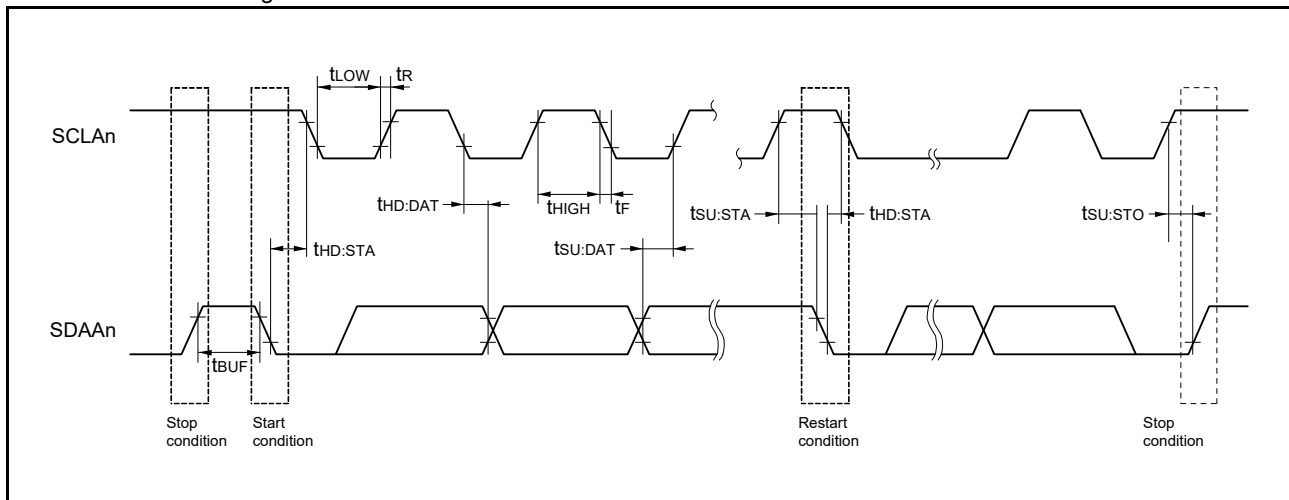 tLOW tR
SCLAn
tHD:DAT tHIGH tF tSU:STA tHD:STA tSU:STO
tHD:STA tSU:DAT
SDAAn
tBUF
Stop condition
Start condition
Restart condition
Stop condition